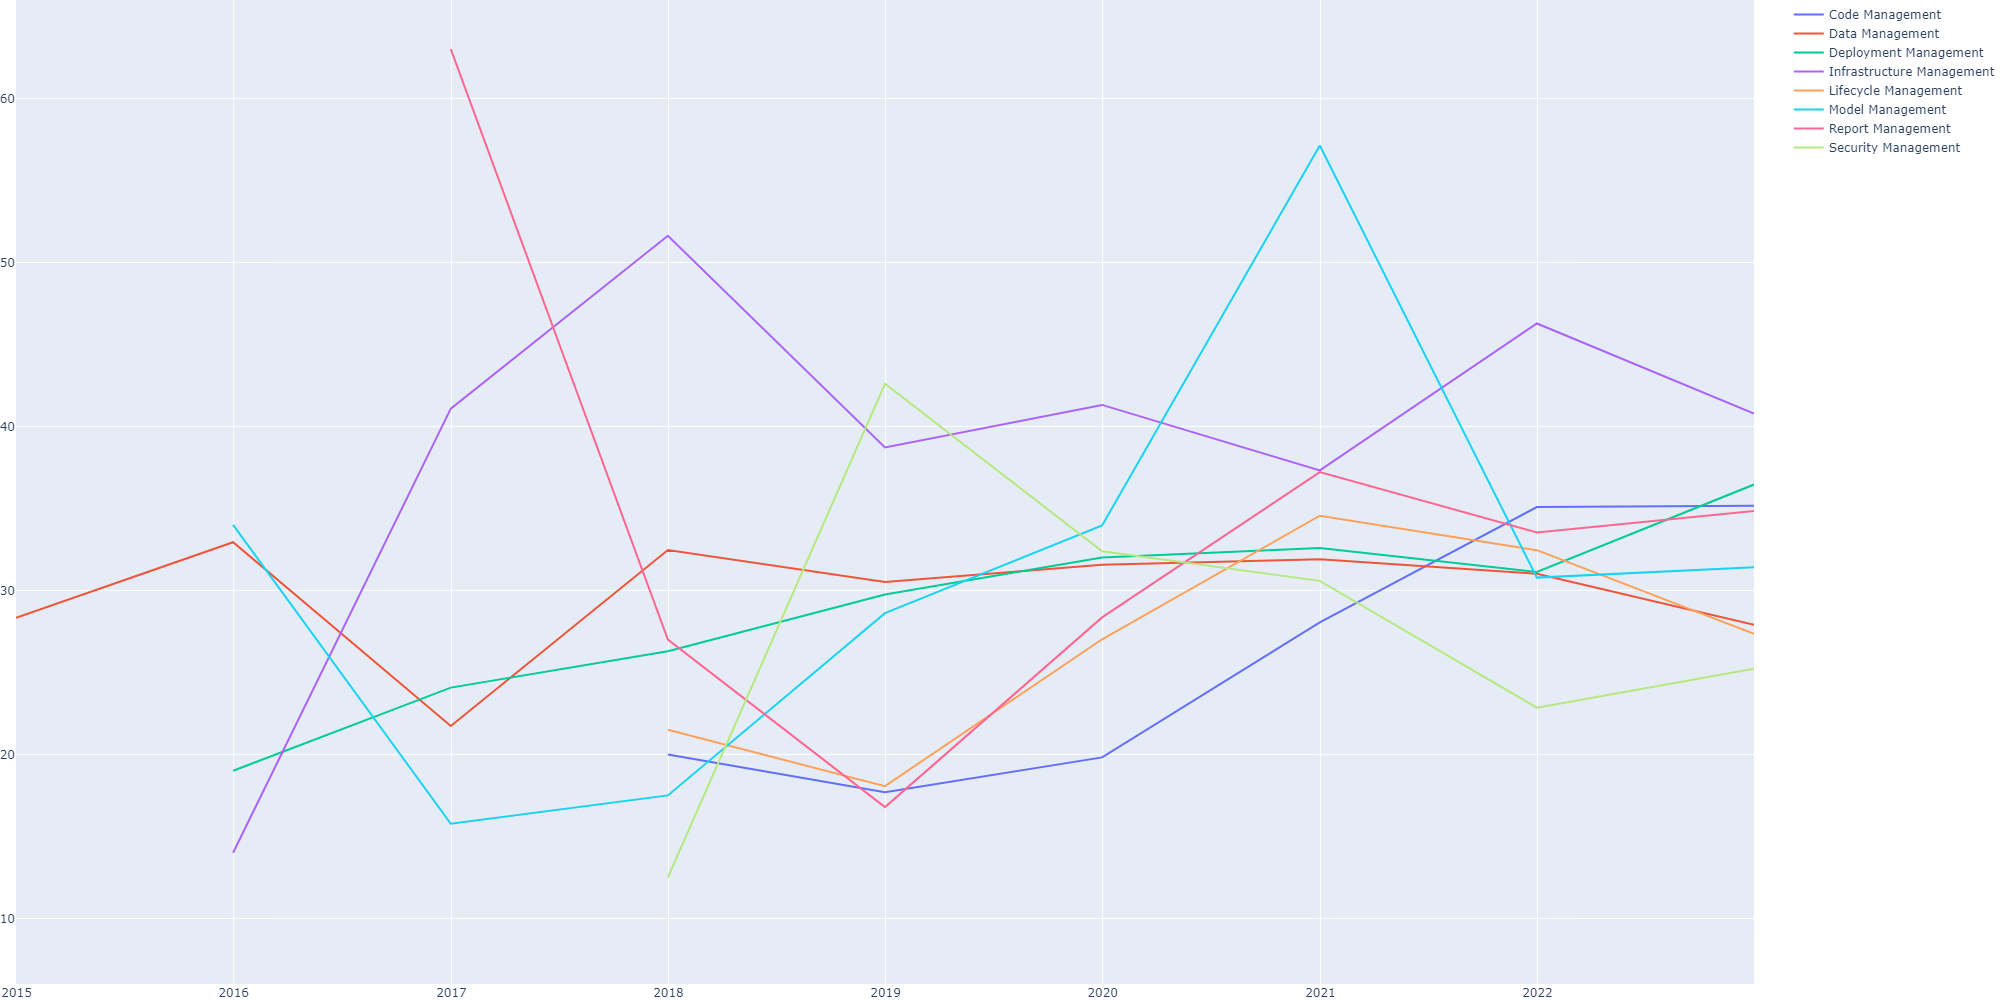 Code Management
Data Management
Deployment Management
Infrastructure Management
Lifecycle Management
Model Management
Report Management
Security Management
60
50
40
30
20
10
2015 2016 2017 2018 2019 2020 2021 2022